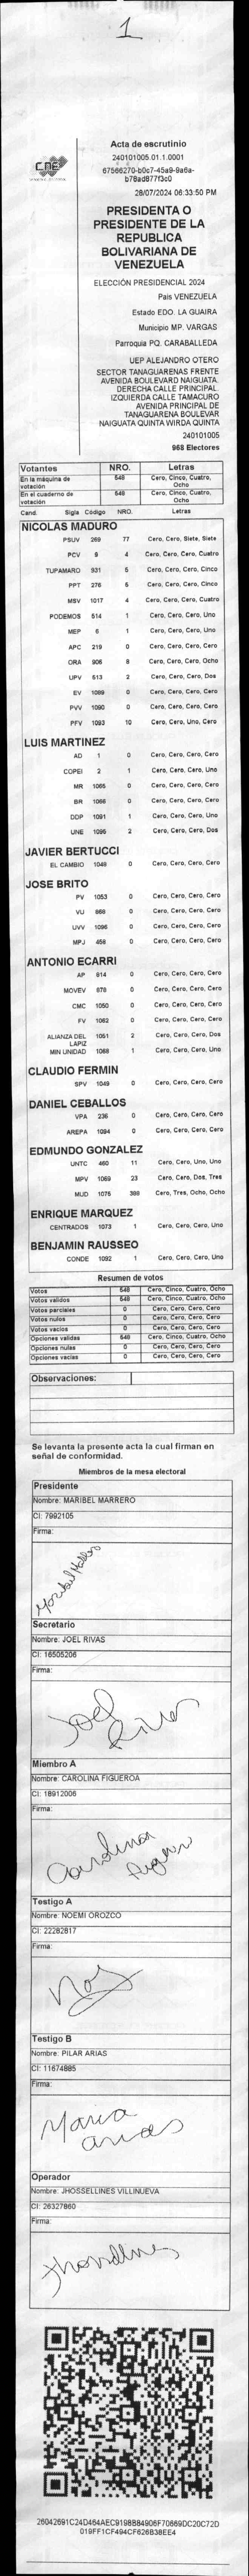 1
CNE
Acta de escrutinio
240101005.01.1.0001
67566270-b0c7-45a9-9a6a-
b78ad877f3c0
28/07/2024 06:33:50 PM
PRESIDENTA O
PRESIDENTE DE LA
REPUBLICA
BOLIVARIANA DE
VENEZUELA
ELECCIÓN PRESIDENCIAL 2024
Pais VENEZUELA
Estado EDO. LA GUAIRA
Municipio MP. VARGAS
Parroquia PQ. CARABALLEDA
UEP ALEJANDRO OTERO
SECTOR TANAGUARENAS FRENTE
AVENIDA BOULEVARD NAIGUATA.
DERECHA CALLE PRINCIPAL.
IZQUIERDA CALLE TAMACURO
AVENIDA PRINCIPAL DE
TANAGUARENA BOULEVAR
NAIGUATA QUINTA WIRDA QUINTA
240101005
968 Electores
Votantes NRO. Letras
En la máquina de votación 548 Cero, Cinco, Cuatro, Ocho
En el cuaderno de votación 548 Cero, Cinco, Cuatro, Ocho
Cand. Sigla Código NRO. Letras
NICOLAS MADURO
PSUV 269 77 Cero, Cero, Siete, Siete
PCV 9 4 Cero, Cero, Cero, Cuatro
TUPAMARO 931 5 Cero, Cero, Cero, Cinco
PPT 276 5 Cero, Cero, Cero, Cinco
MSV 1017 4 Cero, Cero, Cero, Cuatro
PODEMOS 514 1 Cero, Cero, Cero, Uno
MEP 6 1 Cero, Cero, Cero, Uno
APC 219 0 Cero, Cero, Cero, Cero
ORA 906 8 Cero, Cero, Cero, Ocho
UPV 513 2 Cero, Cero, Cero, Dos
EV 1089 0 Cero, Cero, Cero, Cero
PVV 1090 0 Cero, Cero, Cero, Cero
PFV 1093 10 Cero, Cero, Uno, Cero
LUIS MARTINEZ
AD 1 0 Cero, Cero, Cero, Cero
COPEI 2 1 Cero, Cero, Cero, Uno
MR 1065 0 Cero, Cero, Cero, Cero
BR 1066 0 Cero, Cero, Cero, Cero
DDP 1091 1 Cero, Cero, Cero, Uno
UNE 1095 2 Cero, Cero, Cero, Dos
JAVIER BERTUCCI
EL CAMBIO 1048 0 Cero, Cero, Cero, Cero
JOSE BRITO
PV 1053 0 Cero, Cero, Cero, Cero
VU 868 0 Cero, Cero, Cero, Cero
UVV 1096 0 Cero, Cero, Cero, Cero
MPJ 458 0 Cero, Cero, Cero, Cero
ANTONIO ECARRI
AP 814 0 Cero, Cero, Cero, Cero
MOVEV 878 0 Cero, Cero, Cero, Cero
CMC 1050 0 Cero, Cero, Cero, Cero
FV 1062 0 Cero, Cero, Cero, Cero
ALIANZA DEL LAPIZ 1051 2 Cero, Cero, Cero, Dos
MIN UNIDAD 1068 1 Cero, Cero, Cero, Uno
CLAUDIO FERMIN
SPV 1049 0 Cero, Cero, Cero, Cero
DANIEL CEBALLOS
VPA 236 0 Cero, Cero, Cero, Cero
AREPA 1094 0 Cero, Cero, Cero, Cero
EDMUNDO GONZALEZ
UNTC 460 11 Cero, Cero, Uno, Uno
MPV 1069 23 Cero, Cero, Dos, Tres
MUD 1075 388 Cero, Tres, Ocho, Ocho
ENRIQUE MARQUEZ
CENTRADOS 1073 1 Cero, Cero, Cero, Uno
BENJAMIN RAUSSEO
CONDE 1092 1 Cero, Cero, Cero, Uno
Resumen de votos
Votos 548 Cero, Cinco, Cuatro, Ocho
Votos validos 548 Cero, Cinco, Cuatro, Ocho
Votos parciales 0 Cero, Cero, Cero, Cero
Votos nulos 0 Cero, Cero, Cero, Cero
Votos vacios 0 Cero, Cero, Cero, Cero
Opciones validas 548 Cero, Cinco, Cuatro, Ocho
Opciones nulas 0 Cero, Cero, Cero, Cero
Opciones vacias 0 Cero, Cero, Cero, Cero
Observaciones:
Se levanta la presente acta la cual firman en
señal de conformidad.
Miembros de la mesa electoral
Presidente
Nombre: MARIBEL MARRERO
CI: 7992105
Firma:
Secretario
Nombre: JOEL RIVAS
CI: 16505206
Firma:
Joel
Rivas
Miembro A
Nombre: CAROLINA FIGUEROA
CI: 18912006
Firma:
Carolina
Testigo A
Nombre: NOEMI OROZCO
CI: 22282817
Firma:
Testigo B
Nombre: PILAR ARIAS
CI: 11674885
Firma:
Maria
arias
Operador
Nombre: JHOSSELLINES VILLINUEVA
CI: 26327860
Firma:
26042691C24D464AEC9198B84906F70669DC20C72D
019FF1CF494CF626B38EE4